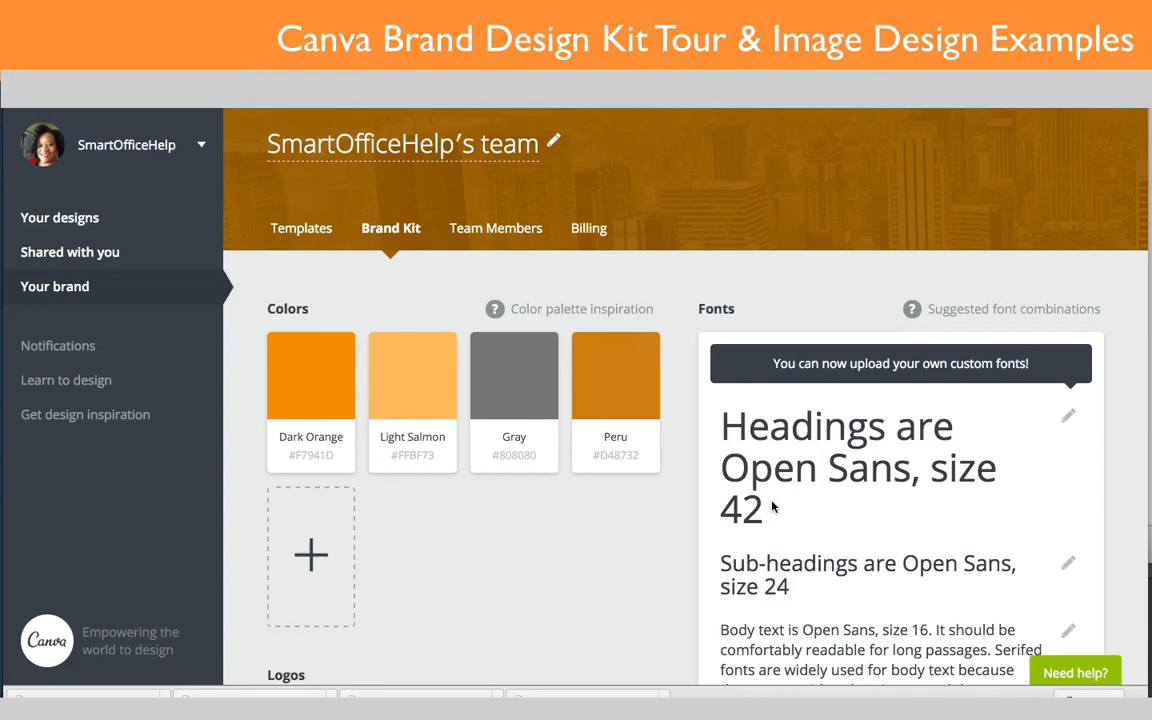 Canva Brand Design Kit Tour & Image Design Examples
SmartOfficeHelp
Your designs
Shared with you
Your brand
Notifications
Learn to design
Get design inspiration
Canva
Empowering the
world to design
SmartOfficeHelp's team
Templates
Brand Kit
Team Members
Billing
Colors
? Color palette inspiration
Dark Orange
#F7941D
Light Salmon
#FFBF73
Gray
#808080
Peru
#D48732
Logos
Fonts
? Suggested font combinations
You can now upload your own custom fonts!
Headings are
Open Sans, size
42
Sub-headings are Open Sans,
size 24
Body text is Open Sans, size 16. It should be
comfortably readable for long passages. Serifed
fonts are widely used for body text because
Need help?